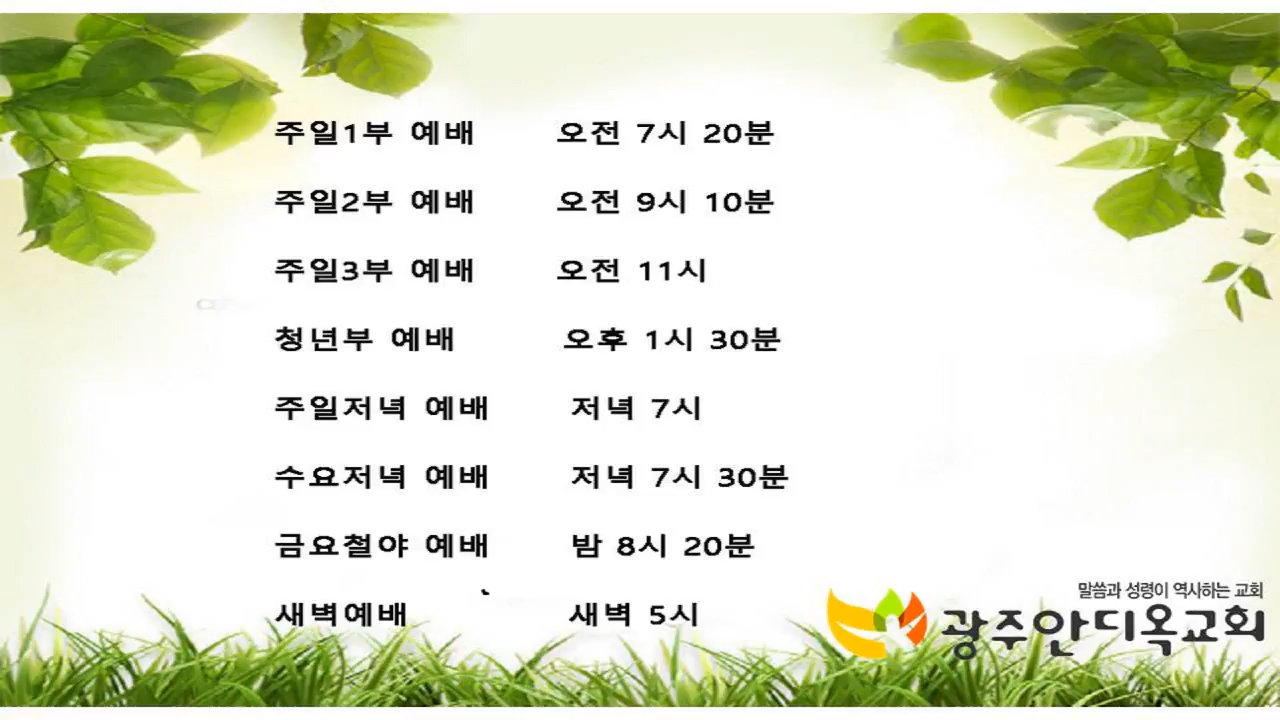 주일1부 예배 오전 7시 20분
주일2부 예배 오전 9시 10분
주일3부 예배 오전 11시
청년부 예배 오후 1시 30분
주일저녁 예배 저녁 7시
수요저녁 예배 저녁 7시 30분
금요철야 예배 밤 8시 20분
새벽예배 새벽 5시
말씀과 성령이 역사하는 교회
광주안디옥교회